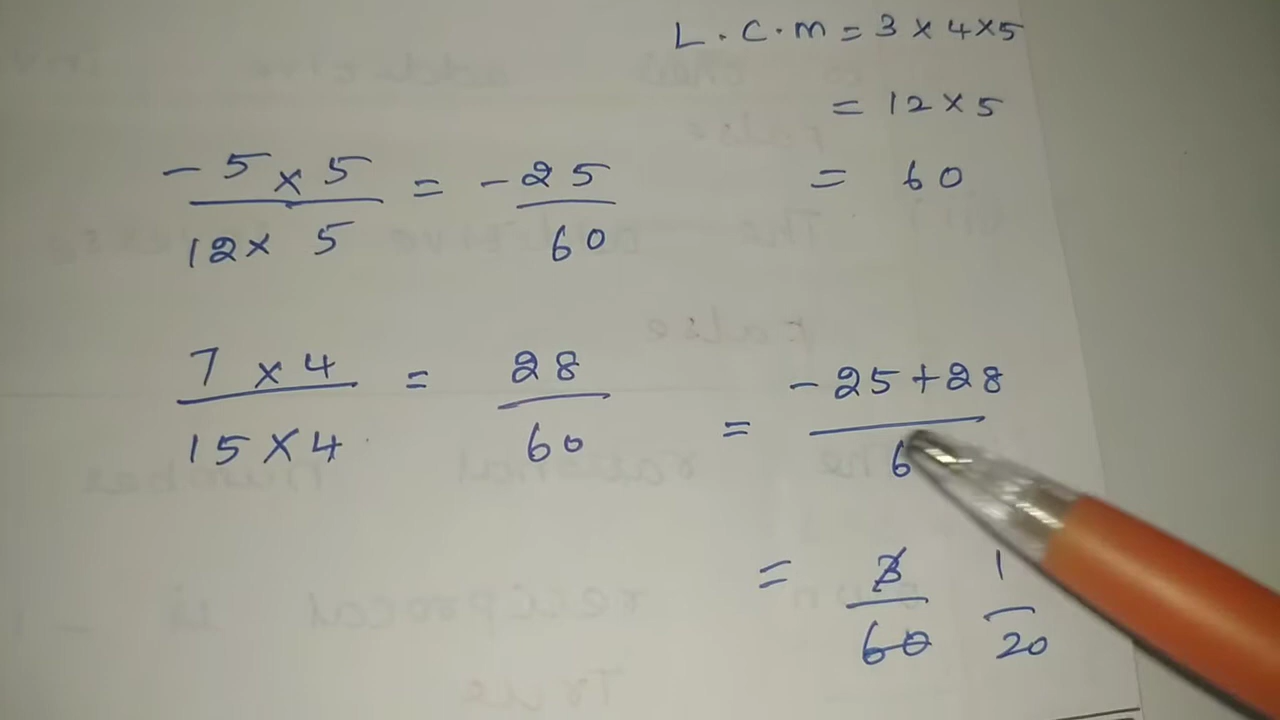 L.C.M = 3 × 4 × 5
= 12 × 5
= 60
-5 × 5 / 12 × 5 = -25 / 60
7 × 4 / 15 × 4 = 28 / 60
= -25 + 28 / 6
= 3 / 60 1 / 20